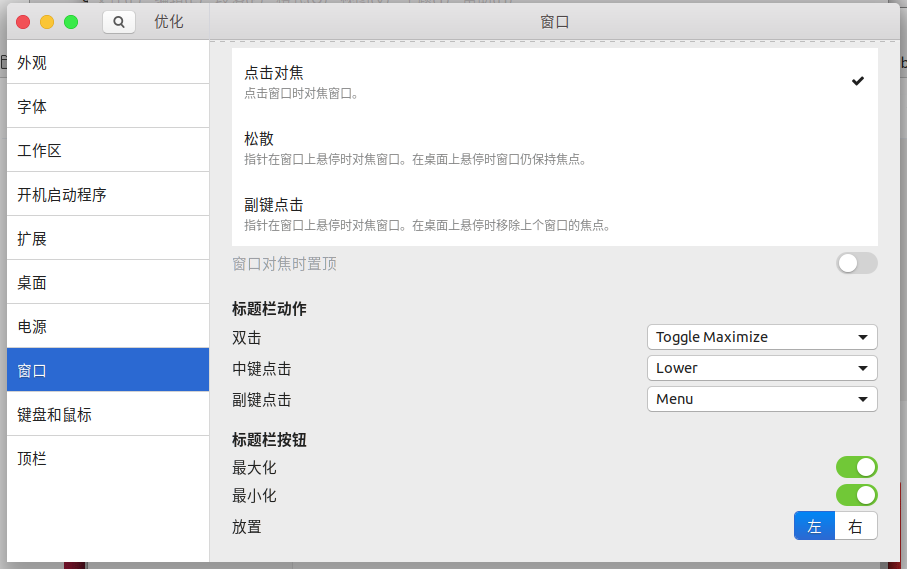 优化
窗口
外观
字体
工作区
开机启动程序
扩展
桌面
电源
窗口
键盘和鼠标
顶栏
点击对焦
点击窗口时对焦窗口。
松散
指针在窗口上悬停时对焦窗口。在桌面上悬停时窗口仍保持焦点。
副键点击
指针在窗口上悬停时对焦窗口。在桌面上悬停时移除上个窗口的焦点。
窗口对焦时置顶
标题栏动作
双击 Toggle Maximize
中键点击 Lower
副键点击 Menu
标题栏按钮
最大化
最小化
放置 左 右